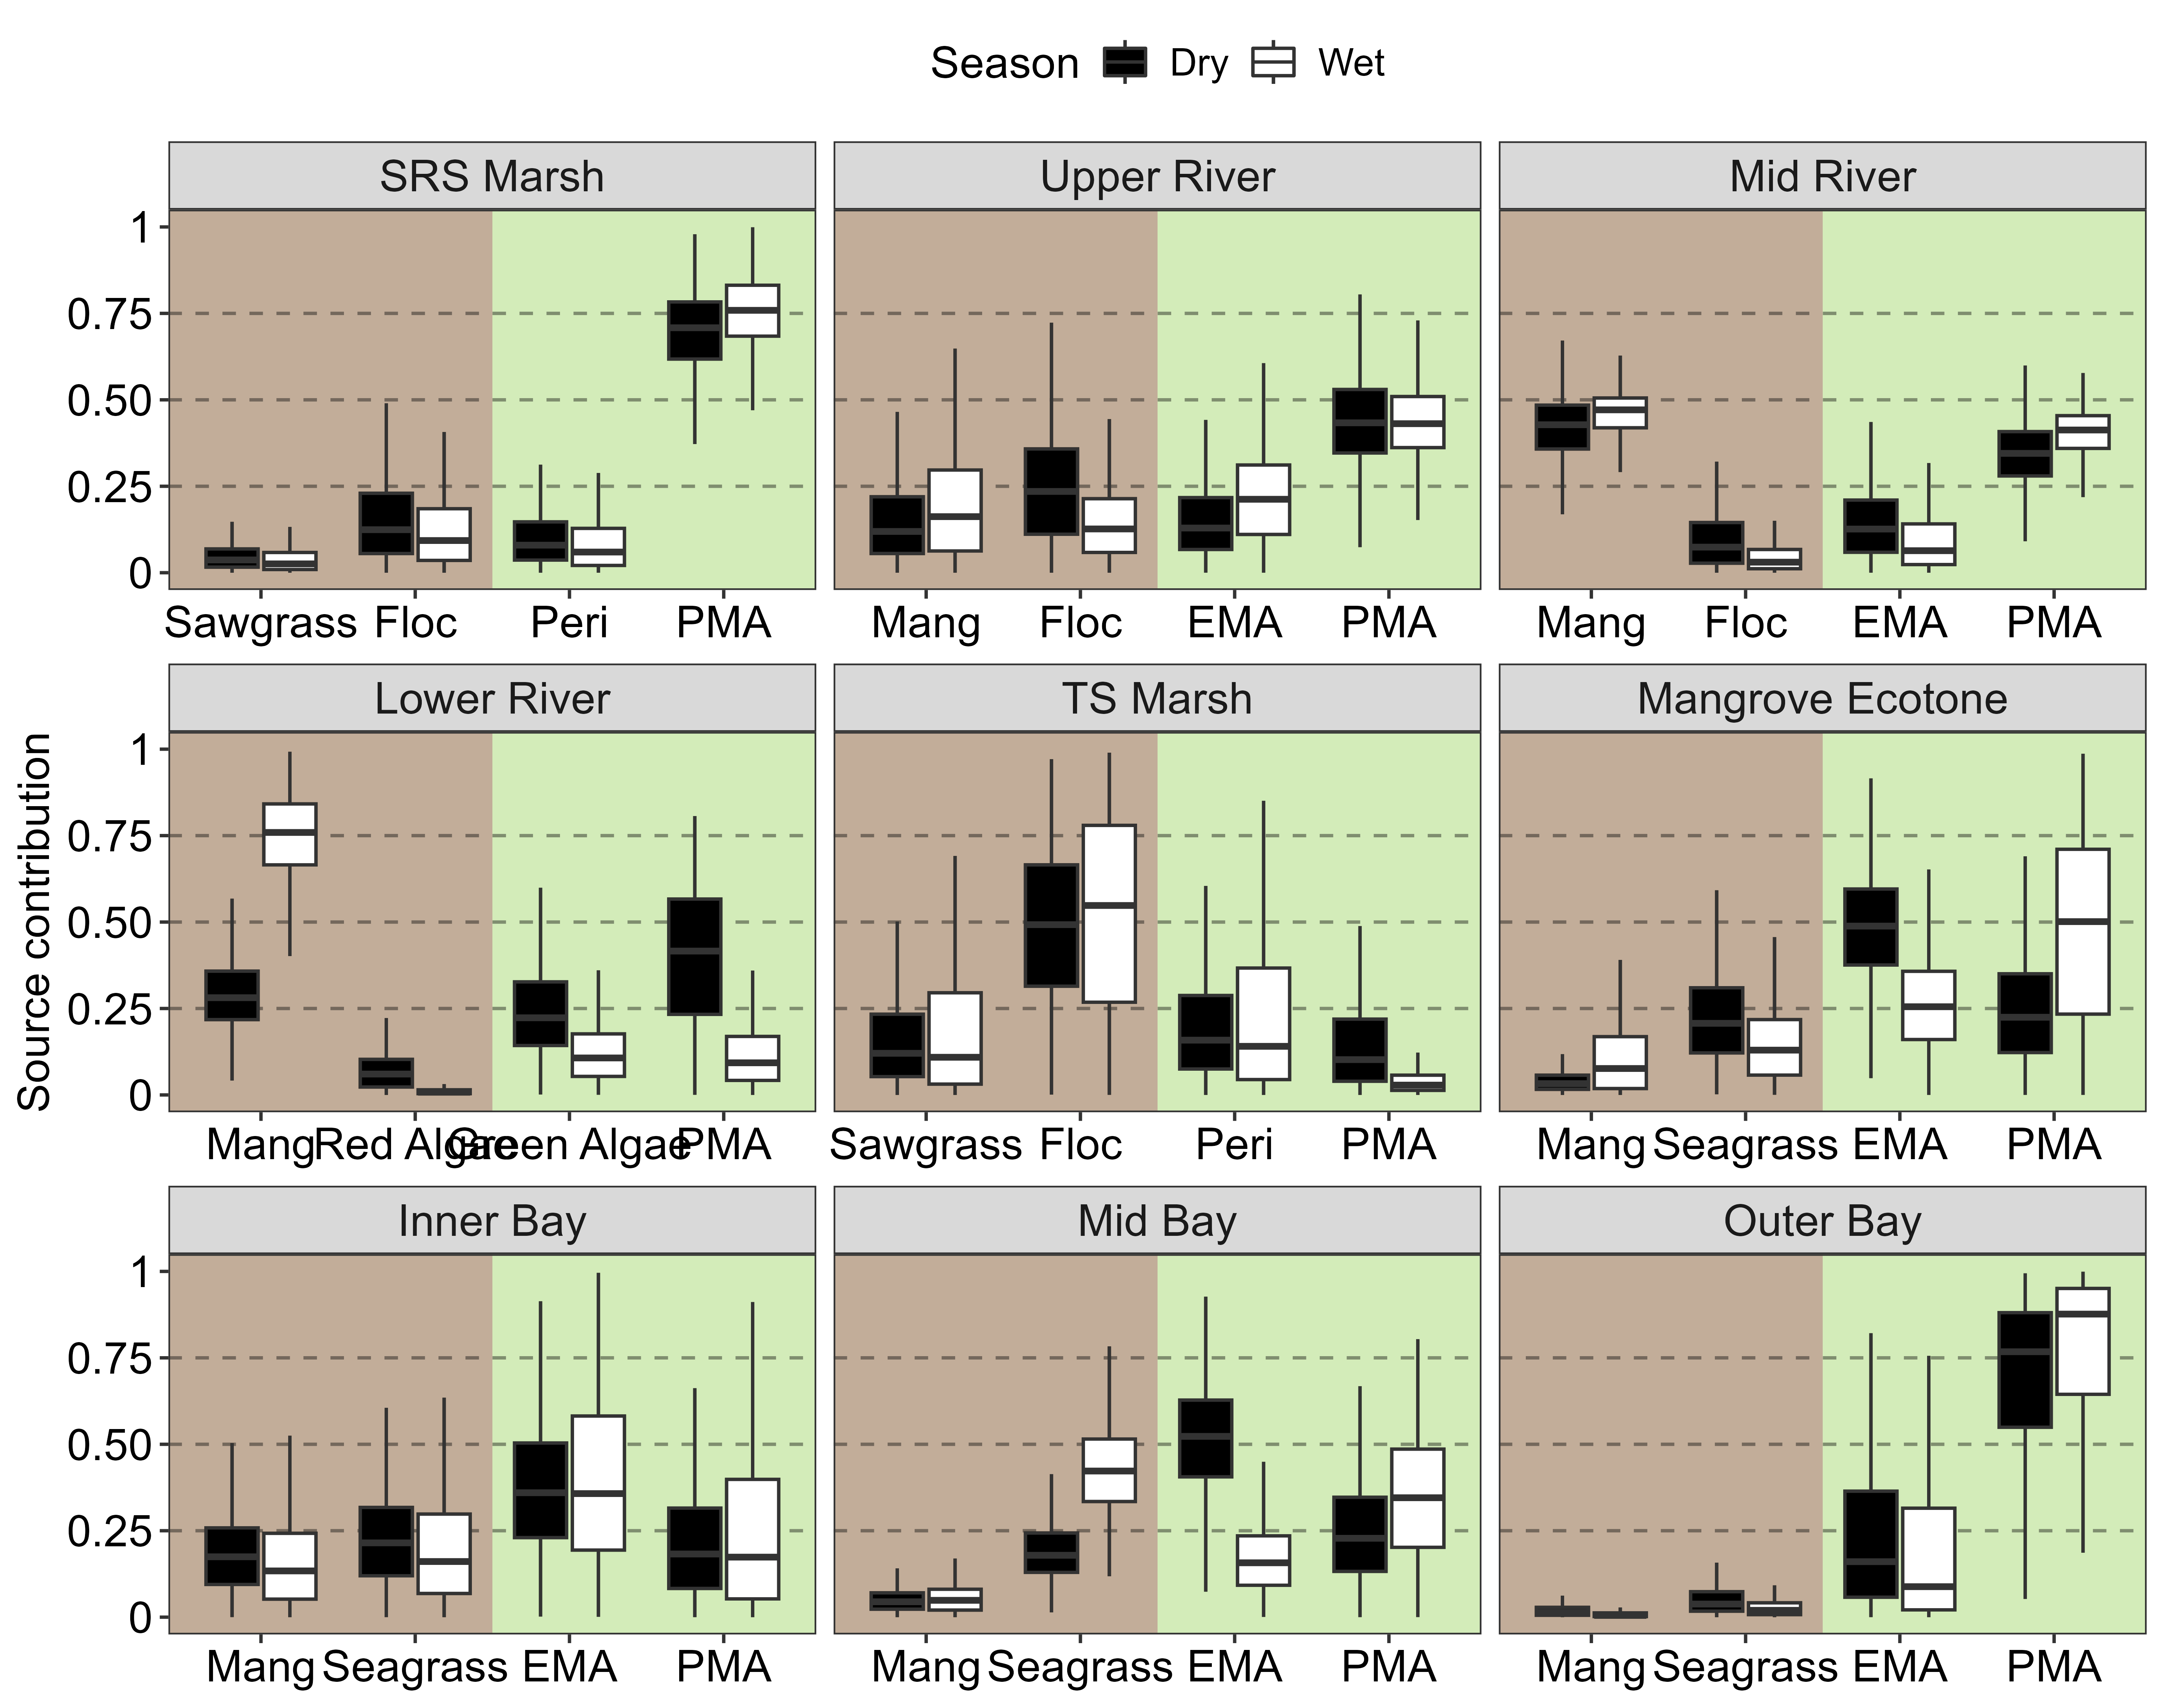 Season Dry Wet
SRS Marsh Upper River Mid River
1
0.75
0.50
0.25
0
Sawgrass Floc Peri PMA Mang Floc EMA PMA Mang Floc EMA PMA
Lower River TS Marsh Mangrove Ecotone
Source contribution
1
0.75
0.50
0.25
0
Mang Red Algae Green Algae PMA Sawgrass Floc Peri PMA Mang Seagrass EMA PMA
Inner Bay Mid Bay Outer Bay
1
0.75
0.50
0.25
0
Mang Seagrass EMA PMA Mang Seagrass EMA PMA Mang Seagrass EMA PMA